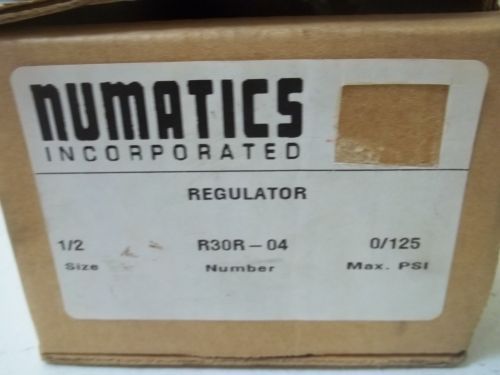 NUMATICS
INCORPORATED
REGULATOR
1/2 R30R-04 0/125
Size Number Max. PSI